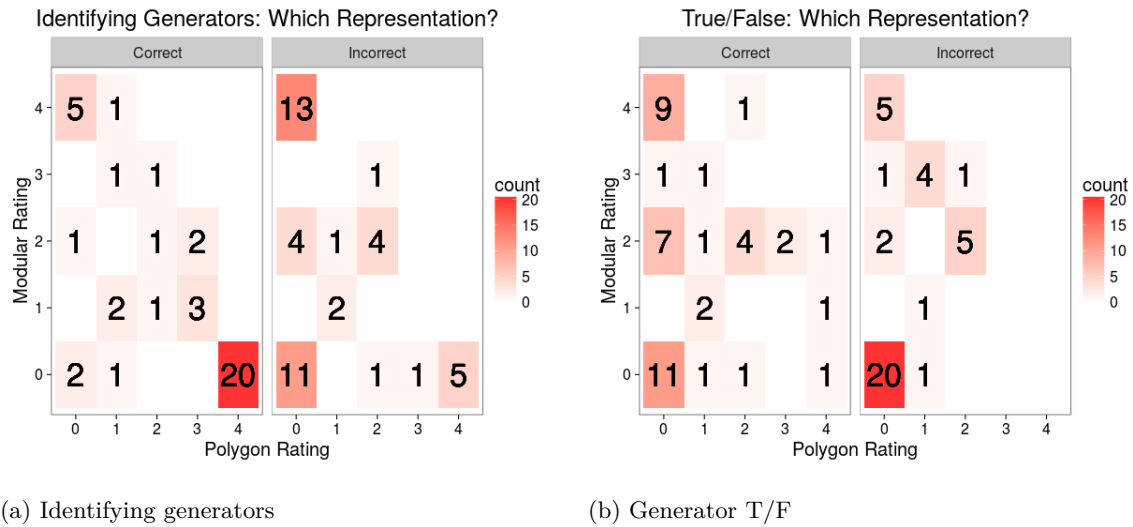 Identifying Generators: Which Representation?
Correct Incorrect
4 5 1 13
3 1 1 1
2 1 1 2 4 1 4
1 2 1 3 2
0 2 1 20 11 1 1 5
0 1 2 3 4 0 1 2 3 4
Polygon Rating
Modular Rating
count
20
15
10
5
0
(a) Identifying generators
True/False: Which Representation?
Correct Incorrect
4 9 1 5
3 1 1 1 4 1
2 7 1 4 2 1 2 5
1 2 1 1
0 11 1 1 1 20 1
0 1 2 3 4 0 1 2 3 4
Polygon Rating
Modular Rating
count
20
15
10
5
0
(b) Generator T/F